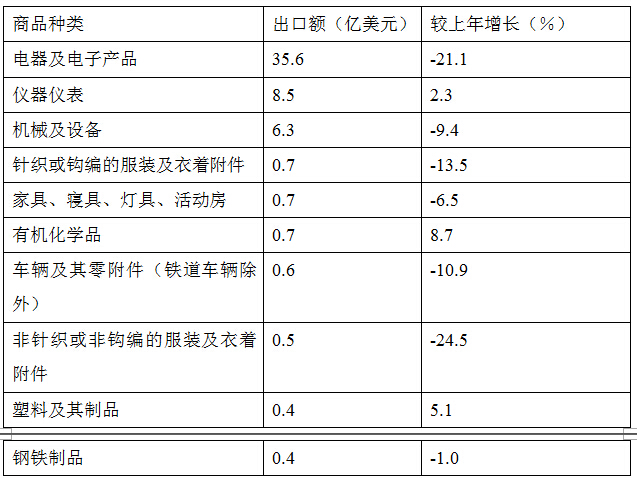 商品种类 出口额（亿美元） 较上年增长（％）
电器及电子产品 35.6 -21.1
仪器仪表 8.5 2.3
机械及设备 6.3 -9.4
针织或钩编的服装及衣着附件 0.7 -13.5
家具、寝具、灯具、活动房 0.7 -6.5
有机化学品 0.7 8.7
车辆及其零附件（铁道车辆除 0.6 -10.9
外）
非针织或非钩编的服装及衣着 0.5 -24.5
附件
塑料及其制品 0.4 5.1
钢铁制品 0.4 -1.0